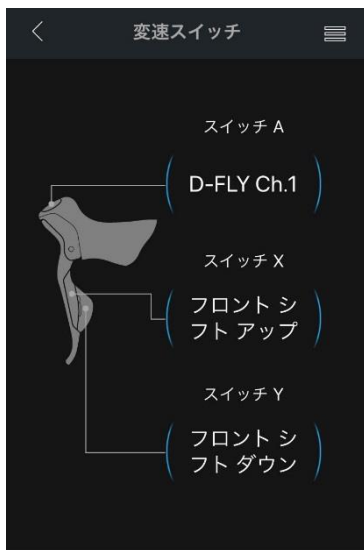 変速スイッチ
スイッチ A
D-FLY Ch.1
スイッチ X
フロント シ
フト アップ
スイッチ Y
フロント シ
フト ダウン